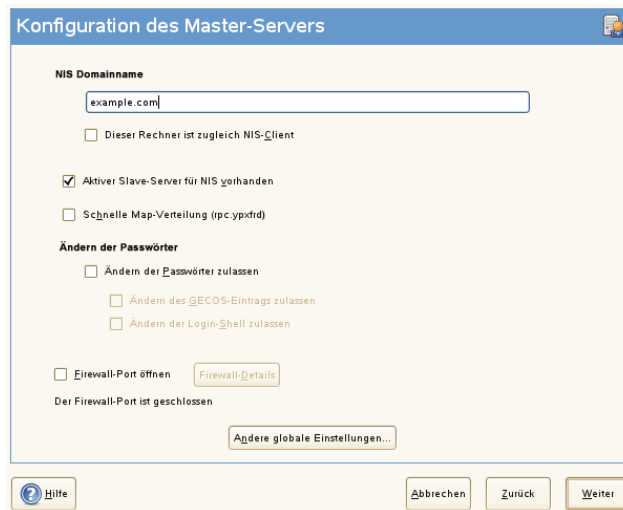 Konfiguration des Master-Servers
NIS Domainname
example.com
Dieser Rechner ist zugleich NIS-Client
Aktiver Slave-Server für NIS vorhanden
Schnelle Map-Verteilung (rpc.ypxfrd)
Ändern der Passwörter
Ändern der Passwörter zulassen
Ändern des GECOS-Eintrags zulassen
Ändern der Login-Shell zulassen
Firewall-Port öffnen
Firewall-Details
Der Firewall-Port ist geschlossen
Andere globale Einstellungen...
Hilfe
Abbrechen
Zurück
Weiter